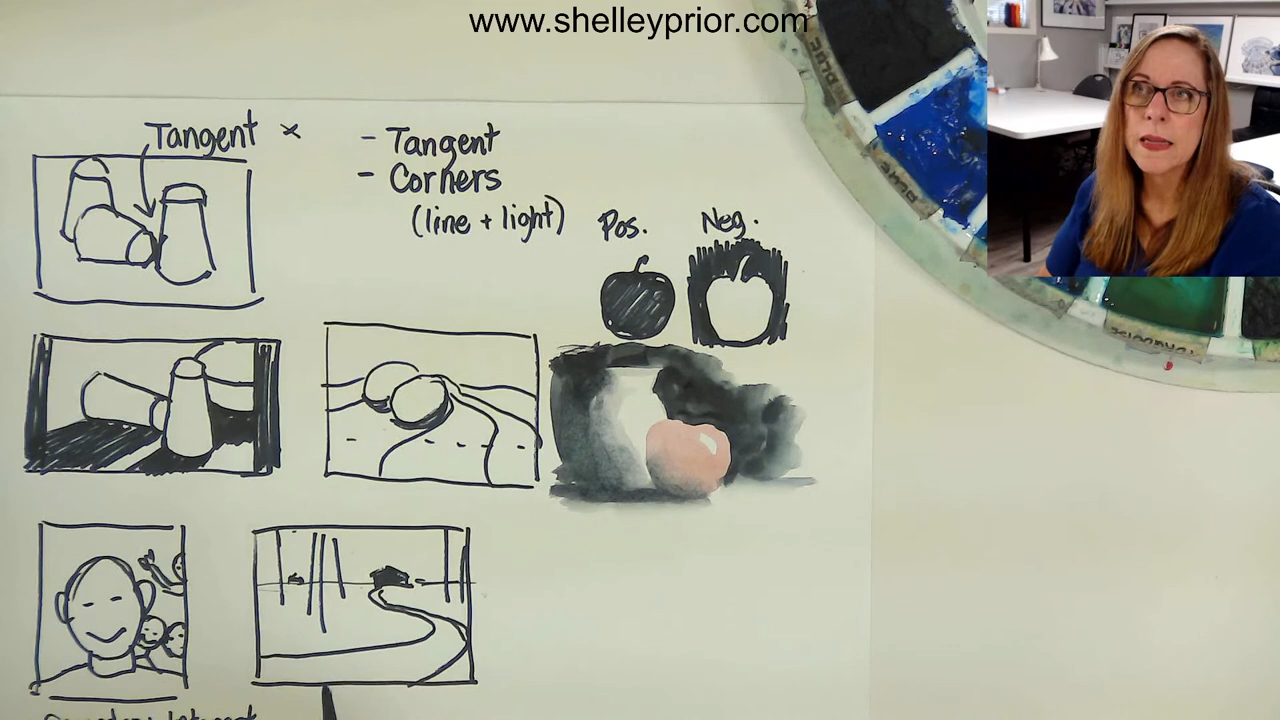 www.shelleyprior.com
Tangent x
- Tangent
- Corners
(line + light)
Pos.
Neg.